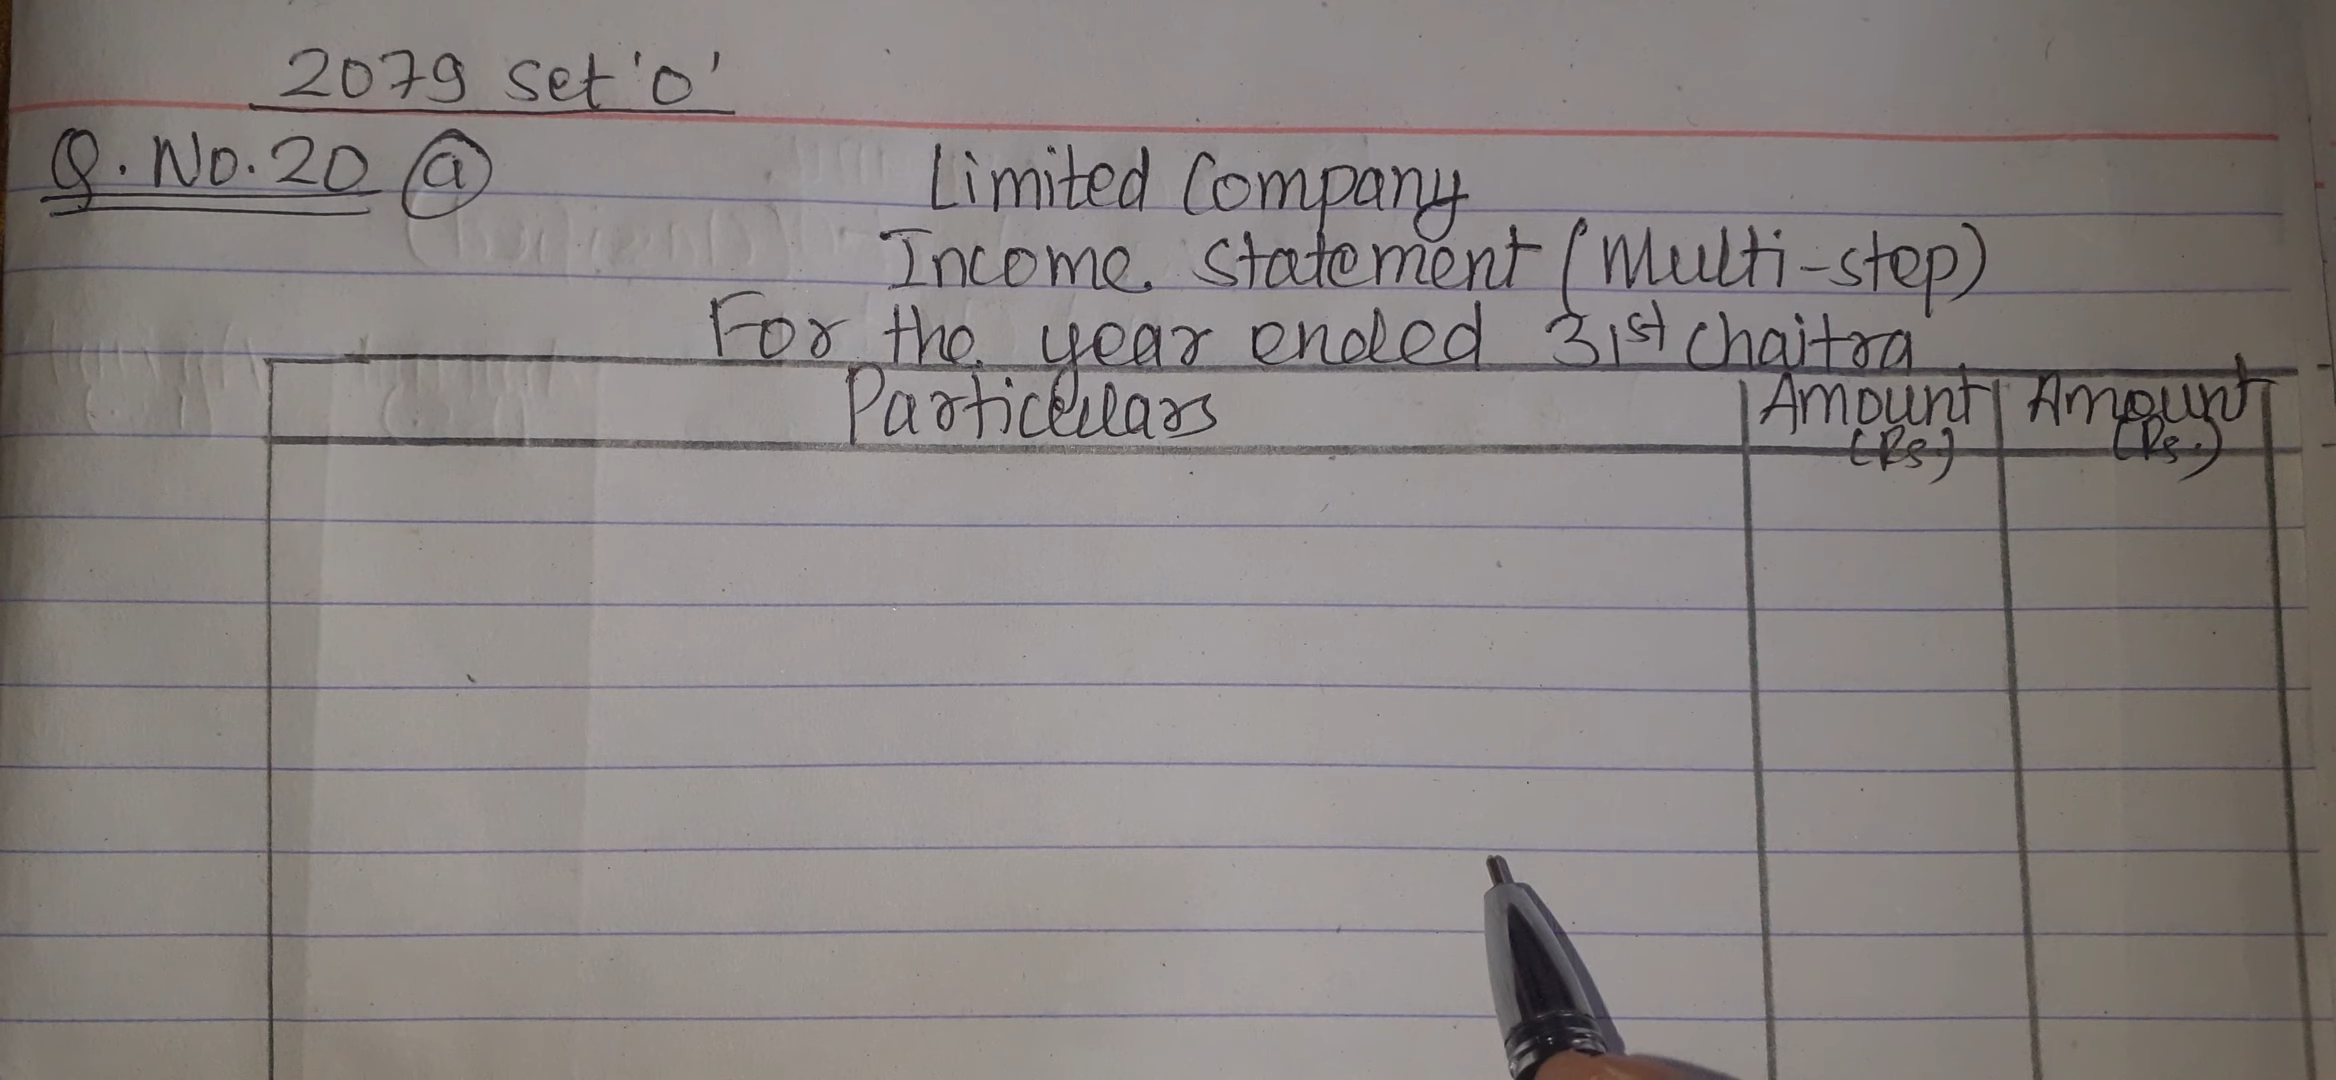 2079 set 'O'
Q. No. 20 (a)
Limited Company
Income Statement (Multi-step)
For the year ended 31st chaitra
Particulars Amount (Rs) Amount (Rs.)